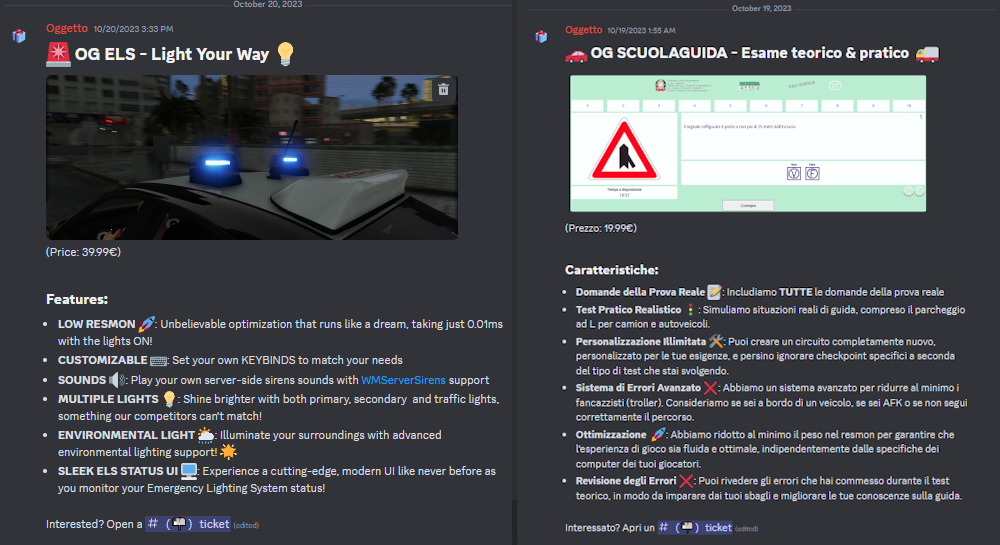 October 20, 2023
Oggetto 10/20/2023 3:33 PM
🚨 OG ELS - Light Your Way 💡
(Price: 39.99€)
Features:
• LOW RESMON 🚀: Unbelievable optimization that runs like a dream, taking just 0.01ms
with the lights ON!
• CUSTOMIZABLE ⌨️: Set your own KEYBINDS to match your needs
• SOUNDS 🔊: Play your own server-side sirens sounds with WMServerSirens support
• MULTIPLE LIGHTS 💡: Shine brighter with both primary, secondary and traffic lights,
something our competitors can't match!
• ENVIRONMENTAL LIGHT 🌦️: Illuminate your surroundings with advanced
environmental lighting support! ☀️
• SLEEK ELS STATUS UI 🖥️: Experience a cutting-edge, modern UI like never before as
you monitor your Emergency Lighting System status!
Interested? Open a # (📪) ticket (edited)
October 19, 2023
Oggetto 10/19/2023 1:55 AM
🚗 OG SCUOLAGUIDA - Esame teorico & pratico 🚚
1 2 3 4 5 6 7 8 9 10
Il segnale raffigurato è posto a non più di 25 metri dall'incrocio
V F
Tempo a disposizione
19:57
Consegna
(Prezzo: 19.99€)
Caratteristiche:
• Domande della Prova Reale 📝: Includiamo TUTTE le domande della prova reale
• Test Pratico Realistico 🚦: Simuliamo situazioni reali di guida, compreso il parcheggio
ad L per camion e autoveicoli.
• Personalizzazione Illimitata 🛠️: Puoi creare un circuito completamente nuovo,
personalizzato per le tue esigenze, e persino ignorare checkpoint specifici a seconda
del tipo di test che stai svolgendo.
• Sistema di Errori Avanzato ❌: Abbiamo un sistema avanzato per ridurre al minimo i
fancazzisti (troller). Consideriamo se sei a bordo di un veicolo, se sei AFK o se non segui
correttamente il percorso.
• Ottimizzazione 🚀: Abbiamo ridotto al minimo il peso nel resmon per garantire che
l'esperienza di gioco sia fluida e ottimale, indipendentemente dalle specifiche dei
computer dei tuoi giocatori.
• Revisione degli Errori ❌: Puoi rivedere gli errori che hai commesso durante il test
teorico, in modo da imparare dai tuoi sbagli e migliorare le tue conoscenze sulla guida.
Interessato? Apri un # (📪) ticket (edited)